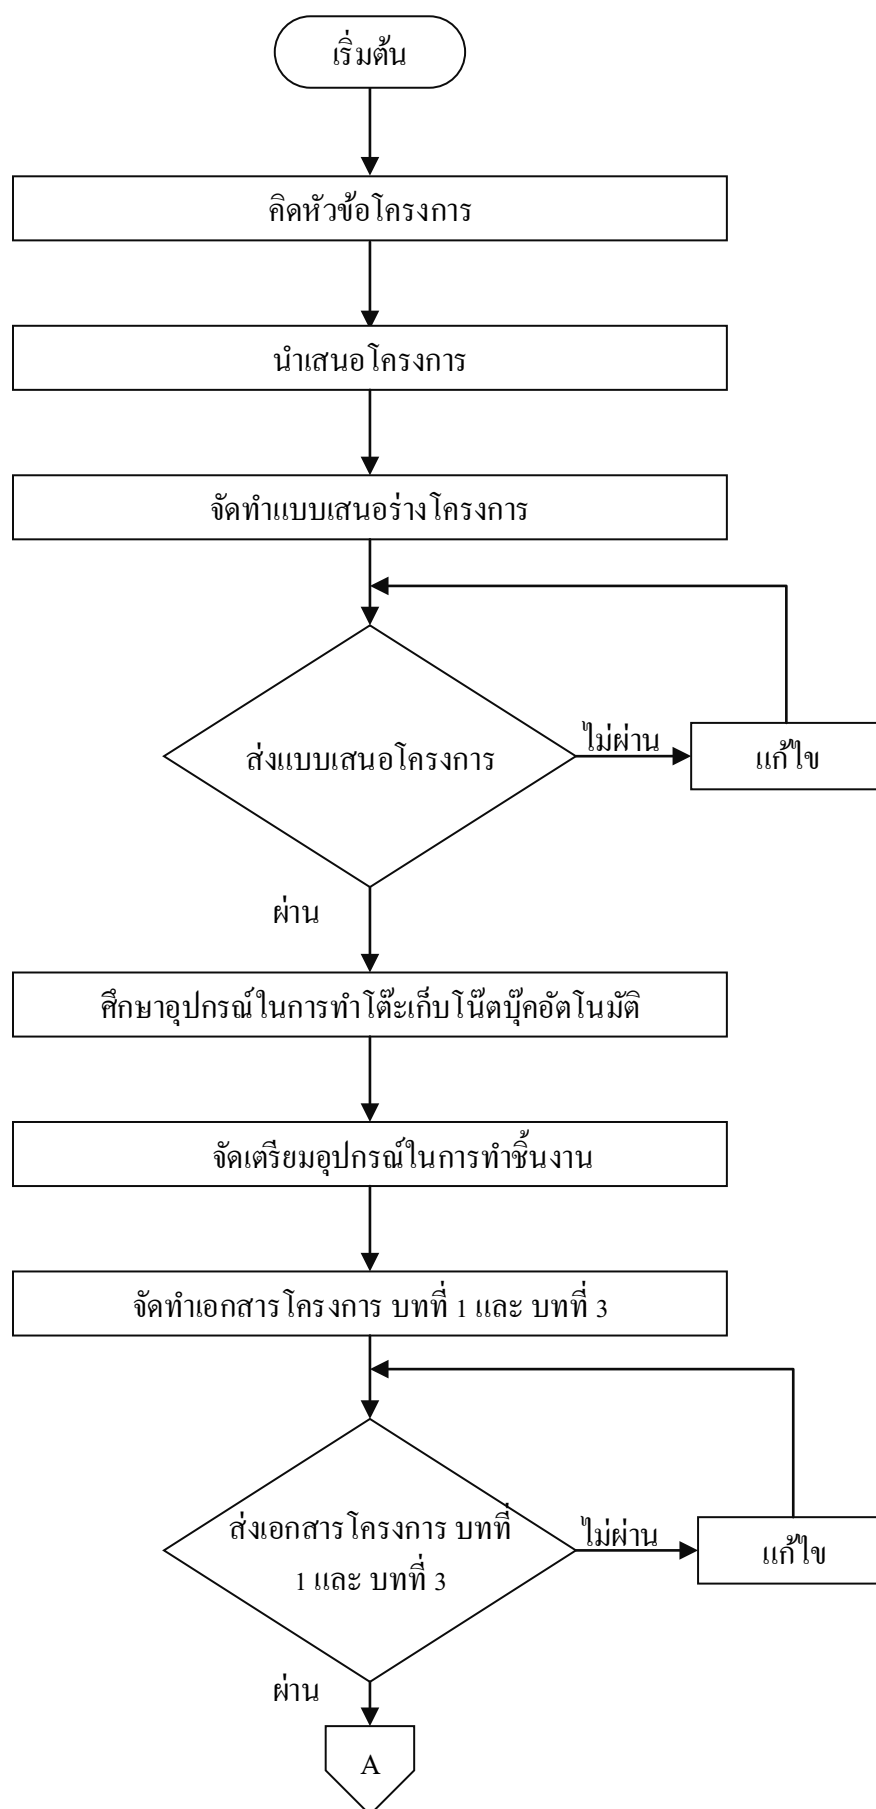 เริ่มต้น
คิดหัวข้อโครงการ
นำเสนอโครงการ
จัดทำแบบเสนอร่างโครงการ
ส่งแบบเสนอโครงการ
ไม่ผ่าน
แก้ไข
ผ่าน
ศึกษาอุปกรณ์ในการทำโต๊ะเก็บโน๊ตบุ๊คอัตโนมัติ
จัดเตรียมอุปกรณ์ในการทำชิ้นงาน
จัดทำเอกสารโครงการ บทที่ 1 และ บทที่ 3
ส่งเอกสารโครงการ บทที่
1 และ บทที่ 3
ไม่ผ่าน
แก้ไข
ผ่าน
A